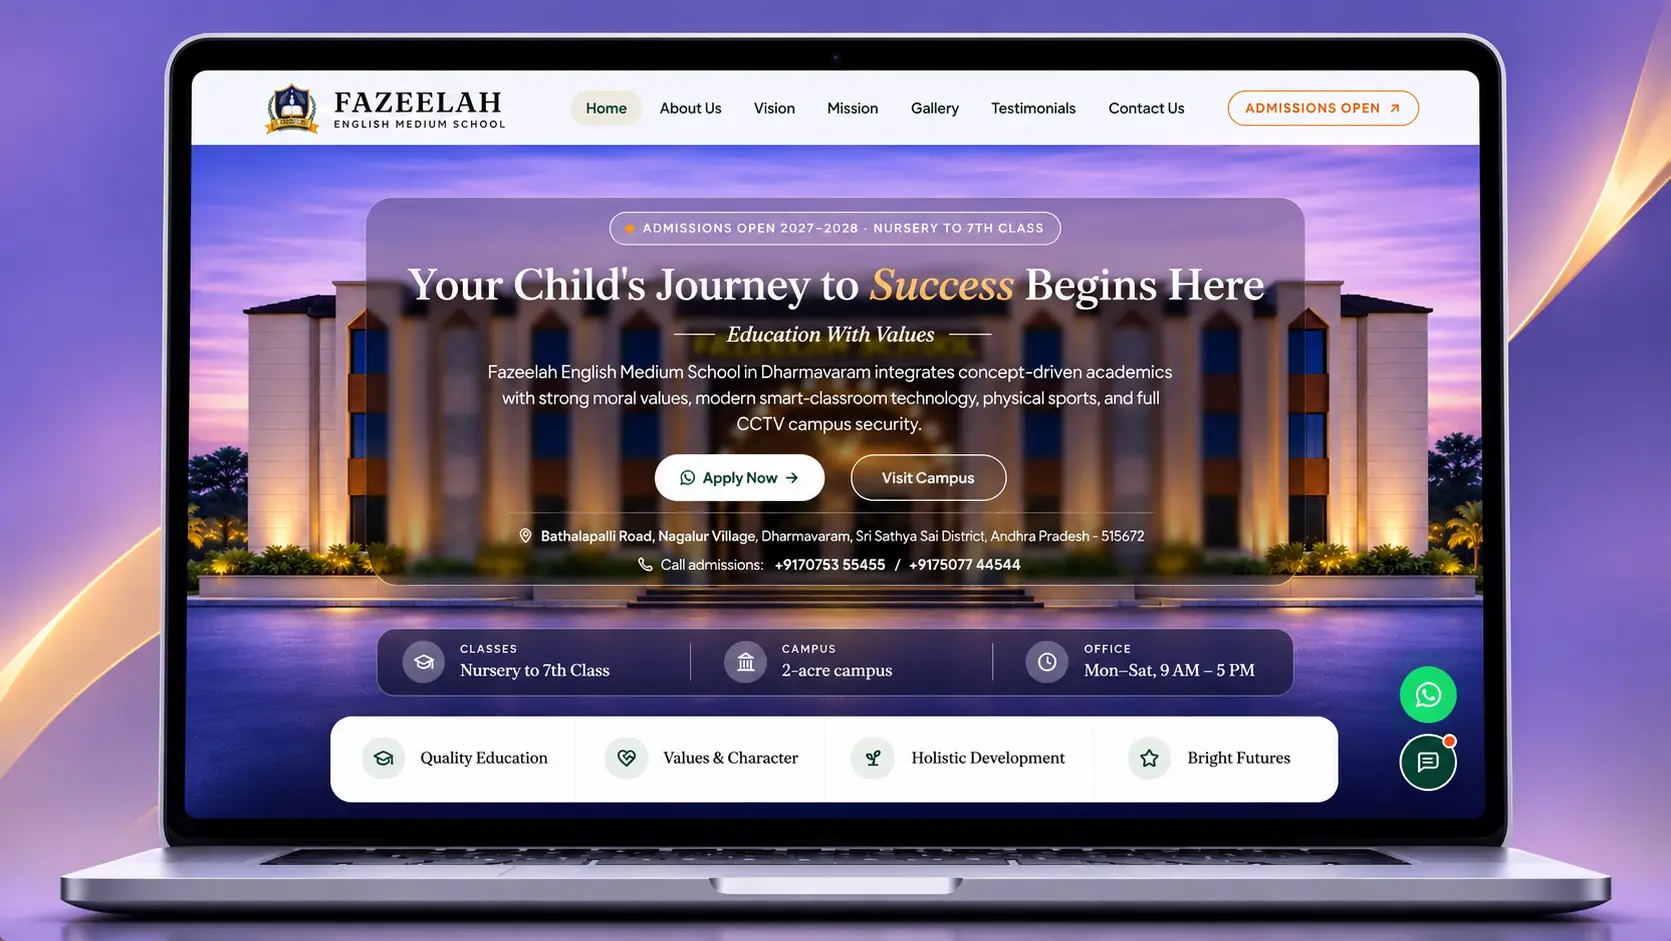 FAZEELAH
ENGLISH MEDIUM SCHOOL
Home
About Us
Vision
Mission
Gallery
Testimonials
Contact Us
ADMISSIONS OPEN
ADMISSIONS OPEN 2027–2028 · NURSERY TO 7TH CLASS
Your Child's Journey to Success Begins Here
Education With Values
Fazeelah English Medium School in Dharmavaram integrates concept-driven academics
with strong moral values, modern smart-classroom technology, physical sports, and full
CCTV campus security.
Apply Now
Visit Campus
Bathalapalli Road, Nagalur Village, Dharmavaram, Sri Sathya Sai District, Andhra Pradesh - 515672
Call admissions: +9170753 55455 / +9175077 44544
CLASSES
Nursery to 7th Class
CAMPUS
2-acre campus
OFFICE
Mon–Sat, 9 AM – 5 PM
Quality Education
Values & Character
Holistic Development
Bright Futures